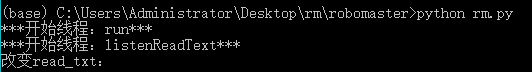 (base) C:\Users\Administrator\Desktop\rm\robomaster>python rm.py
***开始线程：run***
***开始线程：listenReadText***
改变read_txt：